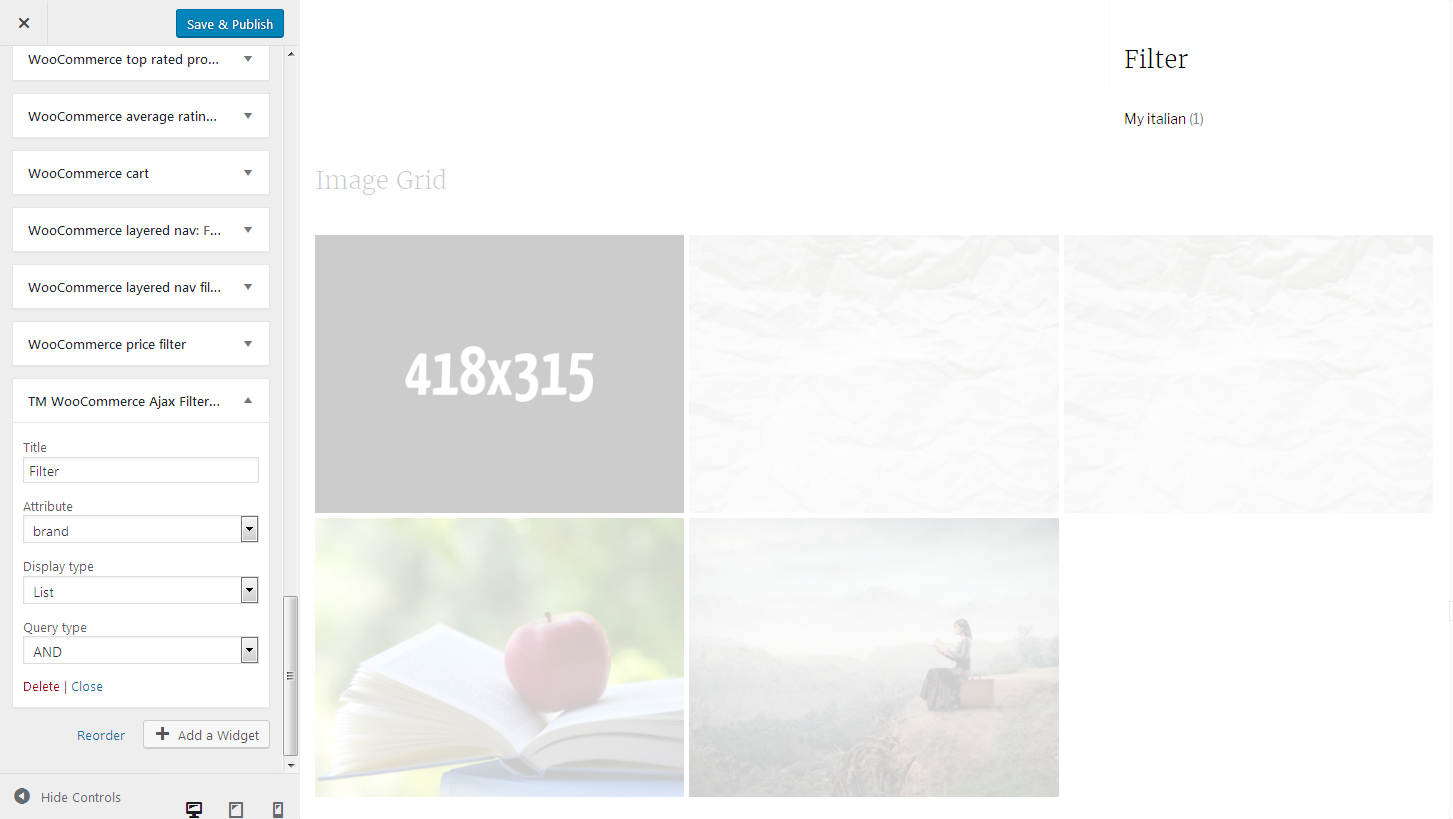 Save & Publish
WooCommerce top rated pro...
WooCommerce average ratin...
WooCommerce cart
WooCommerce layered nav: F...
WooCommerce layered nav fil...
WooCommerce price filter
TM WooCommerce Ajax Filter...
Title
Filter
Attribute
brand
Display type
List
Query type
AND
Delete | Close
Reorder
Add a Widget
Hide Controls
Filter
My italian (1)
Image Grid
418x315